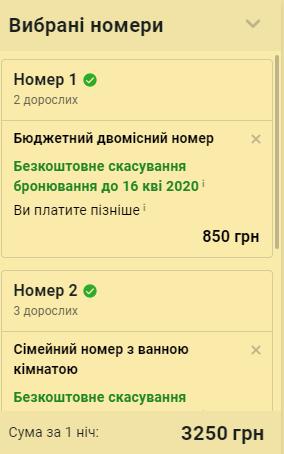 Вибрані номери
Номер 1
2 дорослих
Бюджетний двомісний номер
Безкоштовне скасування
бронювання до 16 кві 2020 i
Ви платите пізніше i
850 грн
Номер 2
3 дорослих
Сімейний номер з ванною
кімнатою
Безкоштовне скасування
Сума за 1 ніч:
3250 грн